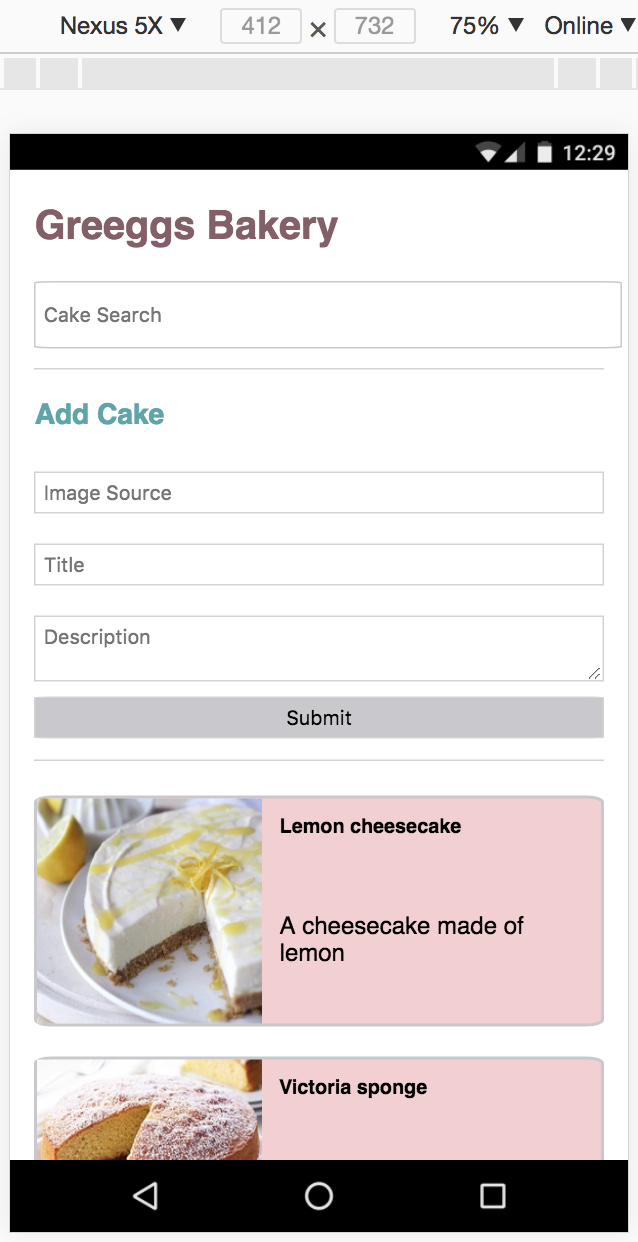 Nexus 5X ▼ 412 × 732 75% ▼ Online ▼
12:29
Greeggs Bakery
Cake Search
Add Cake
Image Source
Title
Description
Submit
Lemon cheesecake
A cheesecake made of
lemon
Victoria sponge